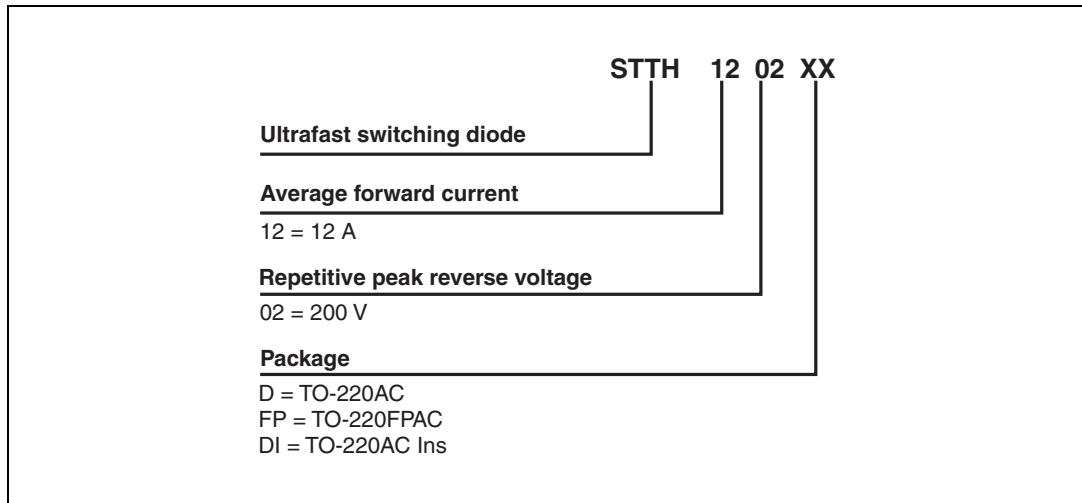 STTH 12 02 XX
Ultrafast switching diode
Average forward current
12 = 12 A
Repetitive peak reverse voltage
02 = 200 V
Package
D = TO-220AC
FP = TO-220FPAC
DI = TO-220AC Ins